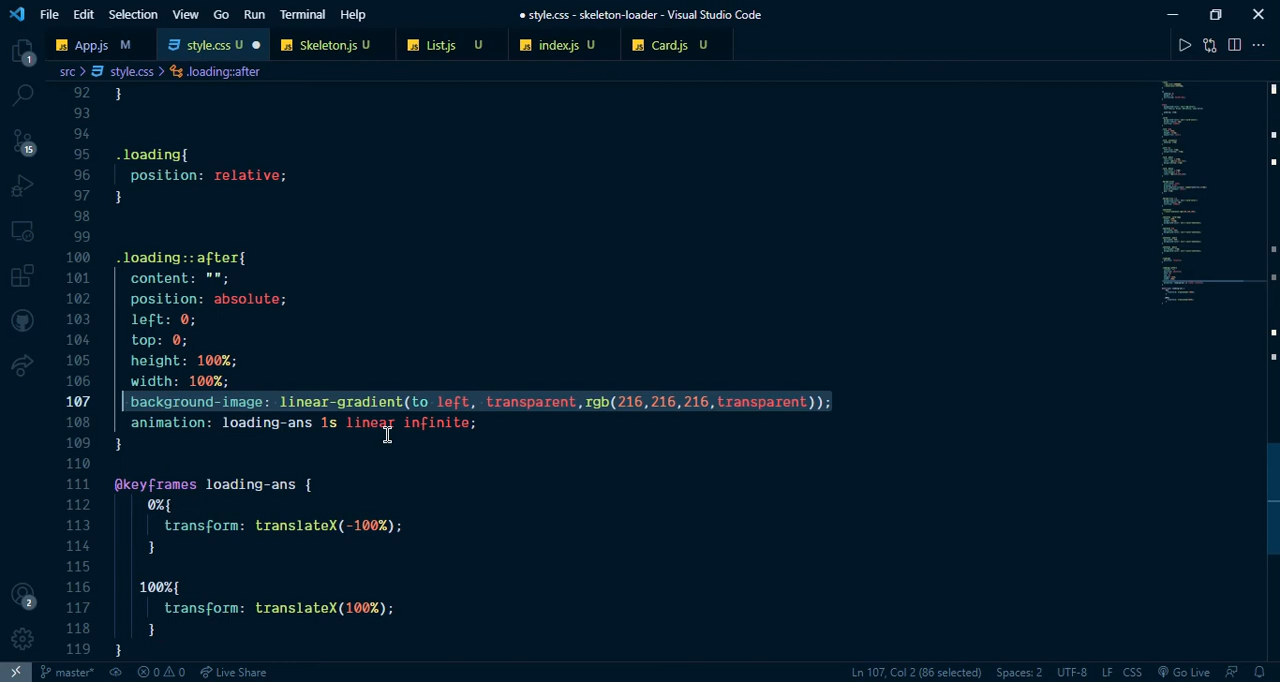 File Edit Selection View Go Run Terminal Help ● style.css - skeleton-loader - Visual Studio Code
App.js M style.css U ● Skeleton.js U List.js U index.js U Card.js U
src > style.css > .loading::after
92 }
93
94
95 .loading{
96 position: relative;
97 }
98
99
100 .loading::after{
101 content: "";
102 position: absolute;
103 left: 0;
104 top: 0;
105 height: 100%;
106 width: 100%;
107 background-image: linear-gradient(to left, transparent,rgb(216,216,216,transparent));
108 animation: loading-ans 1s linear infinite;
109 }
110
111 @keyframes loading-ans {
112 0%{
113 transform: translateX(-100%);
114 }
115
116 100%{
117 transform: translateX(100%);
118 }
119 }
1
15
2
master* 0 0 Live Share Ln 107, Col 2 (86 selected) Spaces: 2 UTF-8 LF CSS Go Live